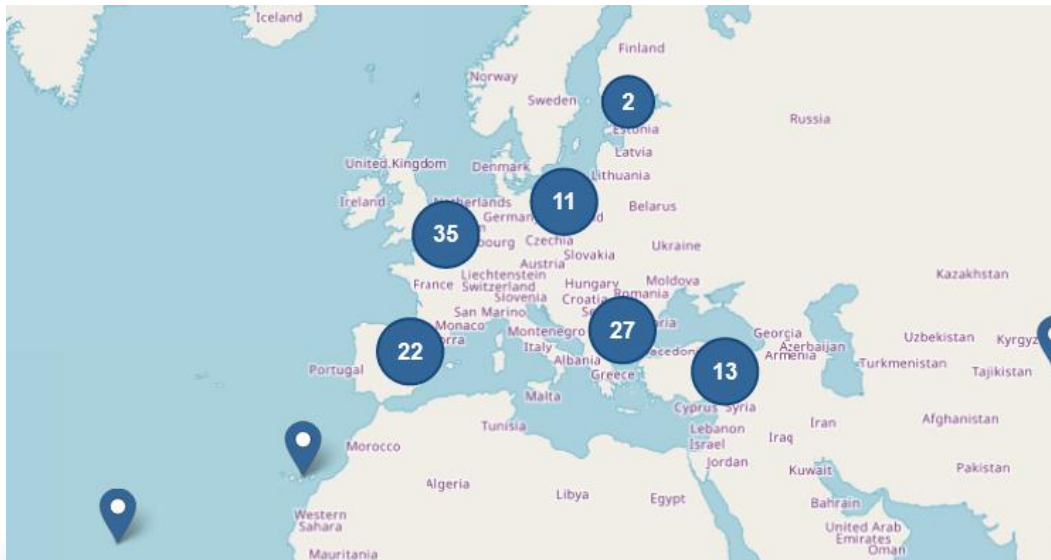 Iceland
Finland
Norway
Sweden
2
Russia
Estonia
Latvia
United Kingdom
Denmark
Lithuania
Ireland
11
Belarus
35
Czechia
Ukraine
Slovakia
Austria
Liechtenstein
Kazakhstan
France
Switzerland
Hungary
Moldova
Slovenia
Croatia
Romania
San Marino
Monaco
Montenegro
27
Georgia
Uzbekistan
Italy
Azerbaijan
22
Albania
Armenia
Turkmenistan
Portugal
Greece
13
Tajikistan
Malta
Cyprus
Syria
Tunisia
Afghanistan
Iran
Lebanon
Morocco
Israel
Iraq
Jordan
Kuwait
Pakistan
Algeria
Libya
Egypt
Bahrain
Western
Sahara
United Arab
Emirates
Oman
Mauritania